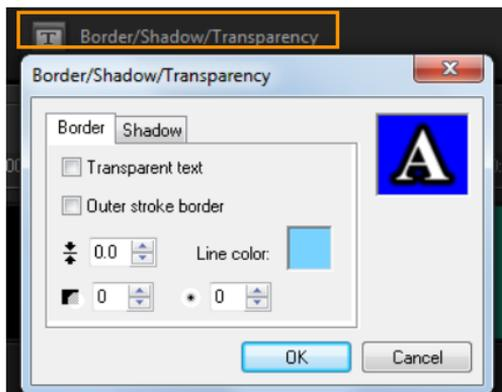 Border/Shadow/Transparency
Border/Shadow/Transparency
Border Shadow
Transparent text
A
Outer stroke border
0.0 Line color:
0 0
OK Cancel